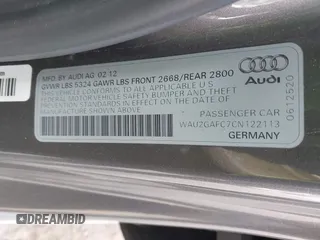 MFD. BY AUDI AG 02 12
GVWR LBS 5324 GAWR LBS FRONT 2668/REAR 2800
THIS VEHICLE CONFORMS TO ALL APPLICABLE
FEDERAL MOTOR VEHICLE SAFETY BUMPER AND THEFT
PREVENTION STANDARDS IN EFFECT ON THE DATE OF
MANUFACTURE SHOWN ABOVE.
Audi
PASSENGER CAR
WAU2GAFC7CN122113
GERMANY
0612520
DREAMBID